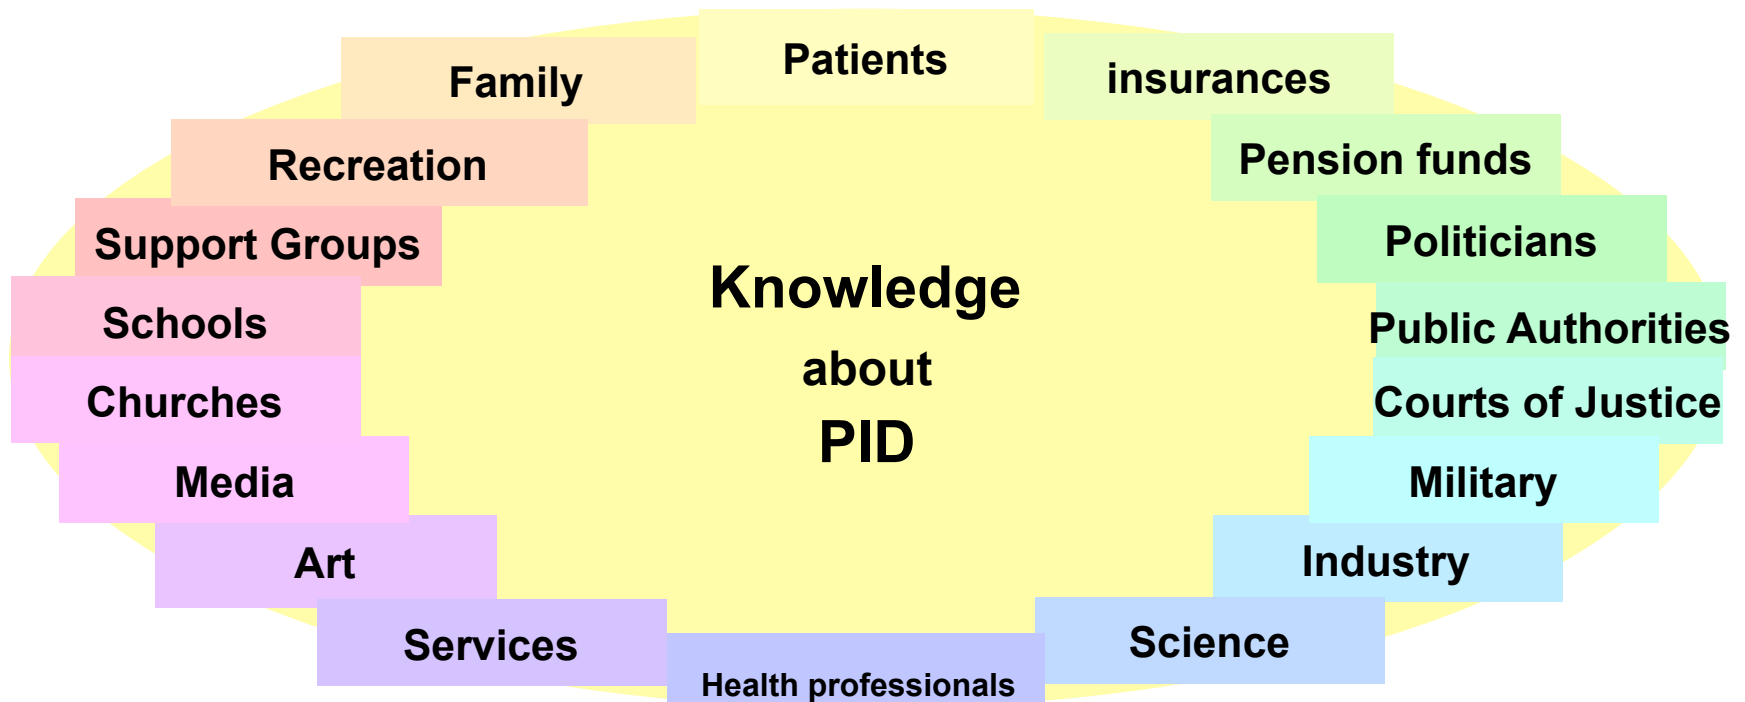 Patients
Family
insurances
Recreation
Pension funds
Support Groups
Politicians
Schools
Knowledge
about
PID
Public Authorities
Churches
Courts of Justice
Media
Military
Art
Industry
Services
Science
Health professionals